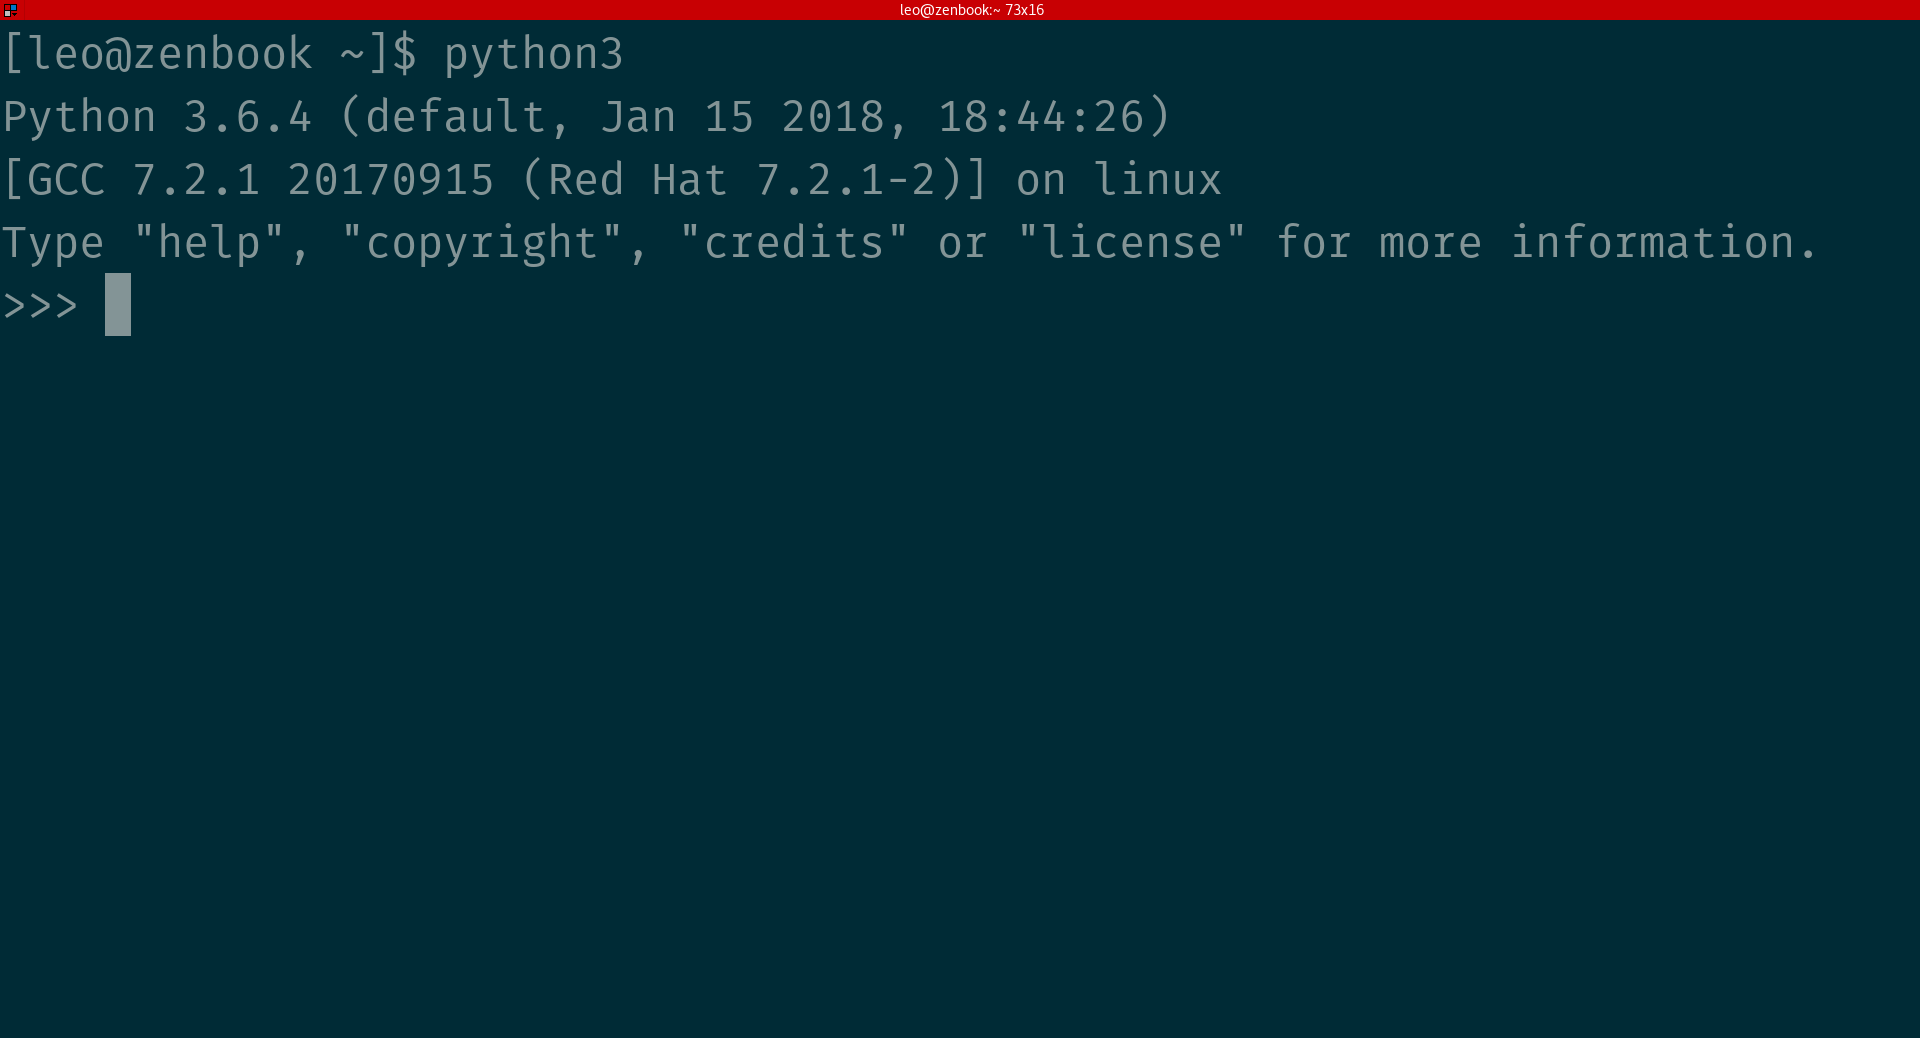 leo@zenbook:~ 73x16
[leo@zenbook ~]$ python3
Python 3.6.4 (default, Jan 15 2018, 18:44:26)
[GCC 7.2.1 20170915 (Red Hat 7.2.1-2)] on linux
Type "help", "copyright", "credits" or "license" for more information.
>>>